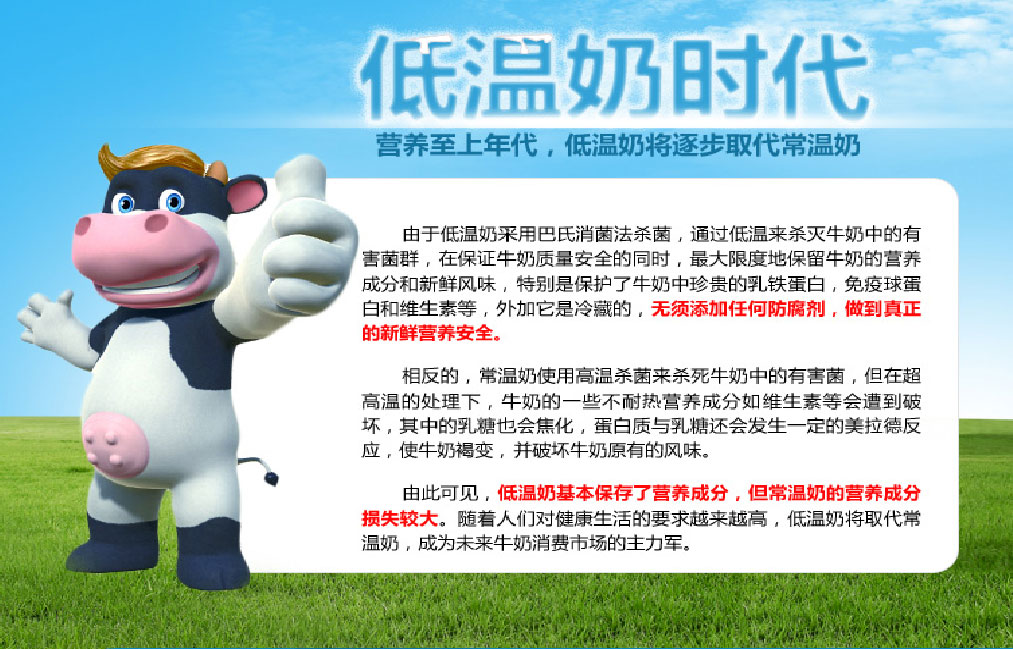 低温奶时代
营养至上年代，低温奶将逐步取代常温奶
由于低温奶采用巴氏消菌法杀菌，通过低温来杀灭牛奶中的有
害菌群，在保证牛奶质量安全的同时，最大限度地保留牛奶的营养
成分和新鲜风味，特别是保护了牛奶中珍贵的乳铁蛋白，免疫球蛋
白和维生素等，外加它是冷藏的，无须添加任何防腐剂，做到真正
的新鲜营养安全。
相反的，常温奶使用高温杀菌来杀死牛奶中的有害菌，但在超
高温的处理下，牛奶的一些不耐热营养成分如维生素等会遭到破
坏，其中的乳糖也会焦化，蛋白质与乳糖还会发生一定的美拉德反
应，使牛奶褐变，并破坏牛奶原有的风味。
由此可见，低温奶基本保存了营养成分，但常温奶的营养成分
损失较大。随着人们对健康生活的要求越来越高，低温奶将取代常
温奶，成为未来牛奶消费市场的主力军。